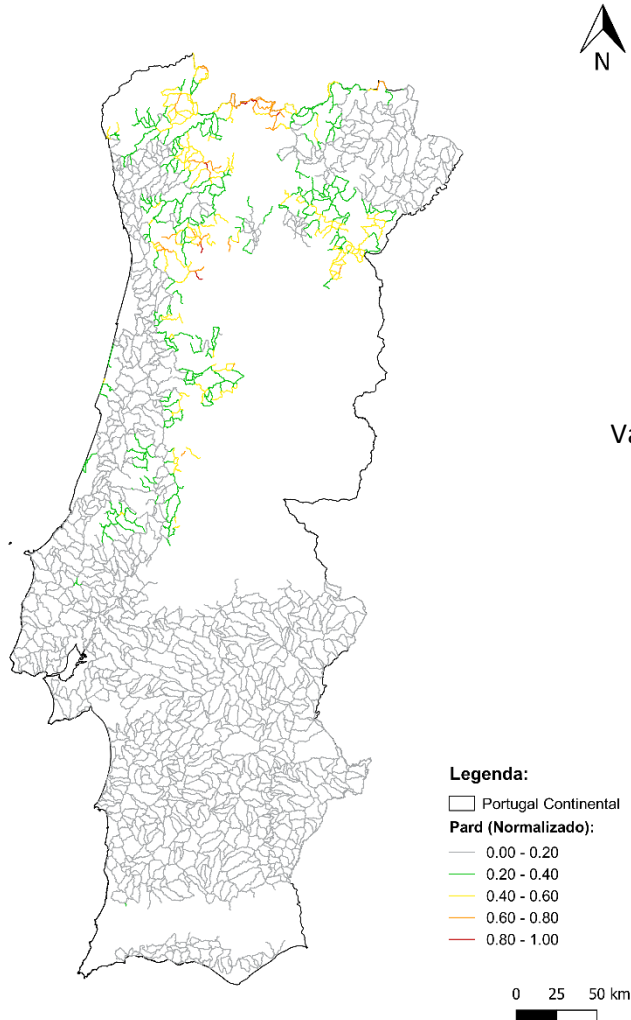 N
Va
Legenda:
Portugal Continental
Pard (Normalizado):
0.00 - 0.20
0.20 - 0.40
0.40 - 0.60
0.60 - 0.80
0.80 - 1.00
0 25 50 km